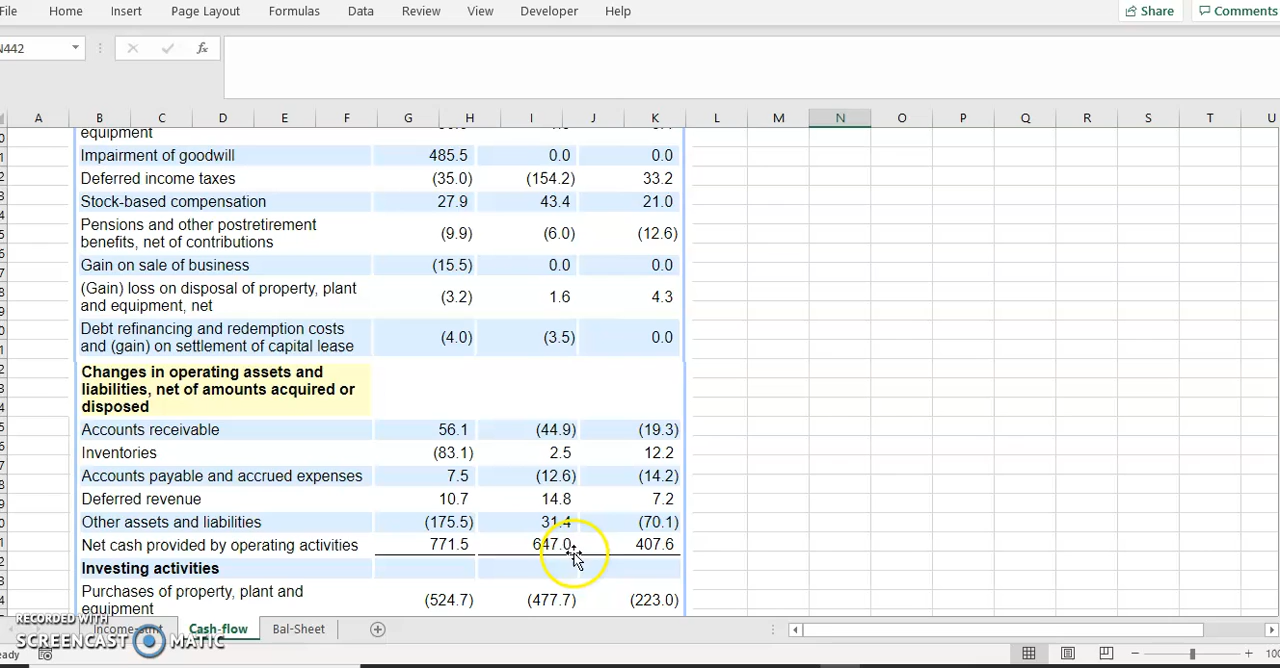 File Home Insert Page Layout Formulas Data Review View Developer Help Share Comments
N442 fx
A B C D E F G H I J K L M N O P Q R S T U
equipment
Impairment of goodwill 485.5 0.0 0.0
Deferred income taxes (35.0) (154.2) 33.2
Stock-based compensation 27.9 43.4 21.0
Pensions and other postretirement
benefits, net of contributions (9.9) (6.0) (12.6)
Gain on sale of business (15.5) 0.0 0.0
(Gain) loss on disposal of property, plant
and equipment, net (3.2) 1.6 4.3
Debt refinancing and redemption costs
and (gain) on settlement of capital lease (4.0) (3.5) 0.0
Changes in operating assets and
liabilities, net of amounts acquired or
disposed
Accounts receivable 56.1 (44.9) (19.3)
Inventories (83.1) 2.5 12.2
Accounts payable and accrued expenses 7.5 (12.6) (14.2)
Deferred revenue 10.7 14.8 7.2
Other assets and liabilities (175.5) 31.4 (70.1)
Net cash provided by operating activities 771.5 647.0 407.6
Investing activities
Purchases of property, plant and
equipment (524.7) (477.7) (223.0)
RECORDED WITH
SCREENCAST MATIC
Income-stmt Cash-flow Bal-Sheet